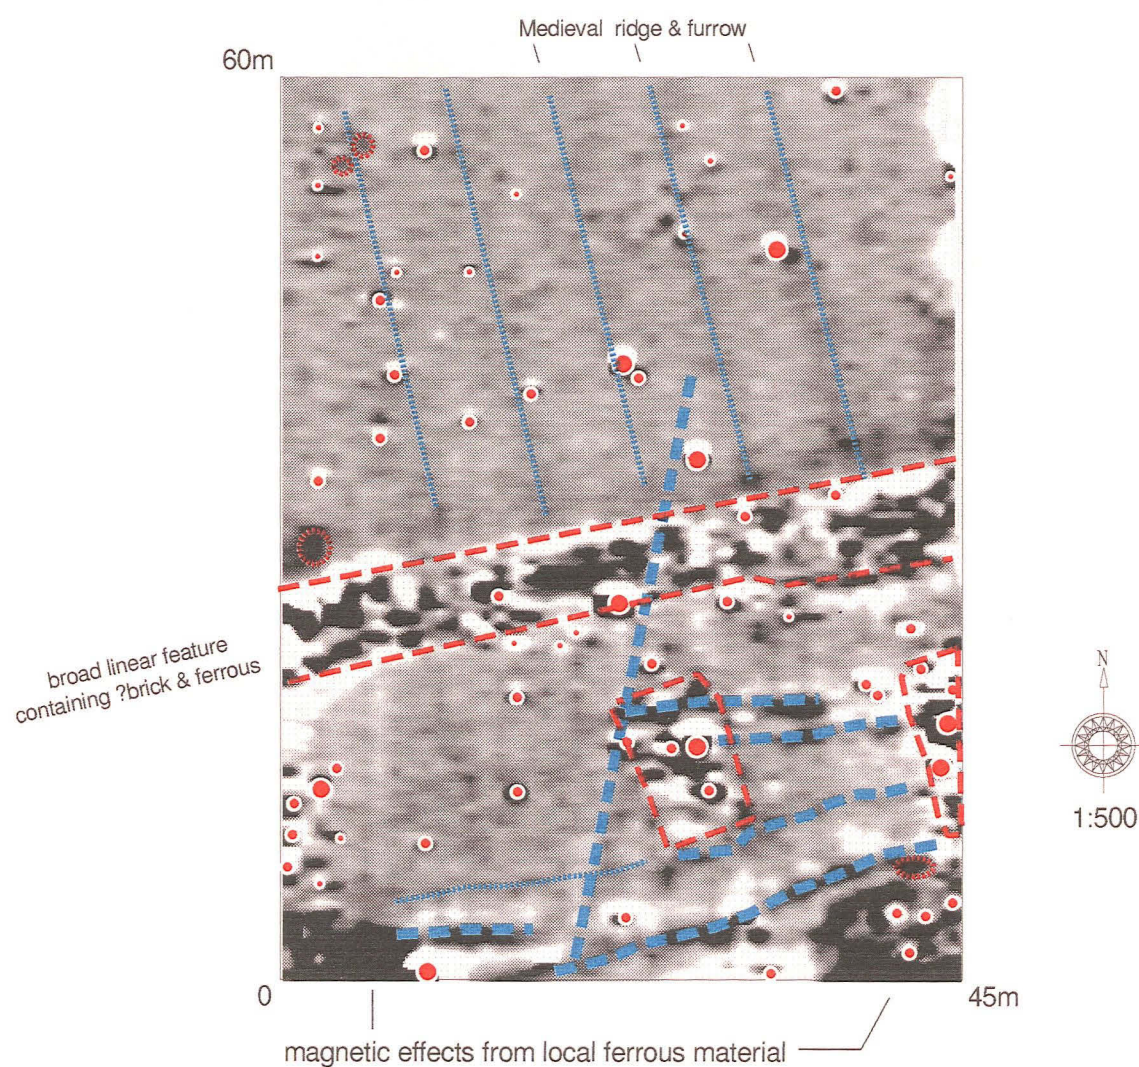 Medieval ridge & furrow
60m
broad linear feature
containing ?brick & ferrous
N
1:500
0
45m
magnetic effects from local ferrous material